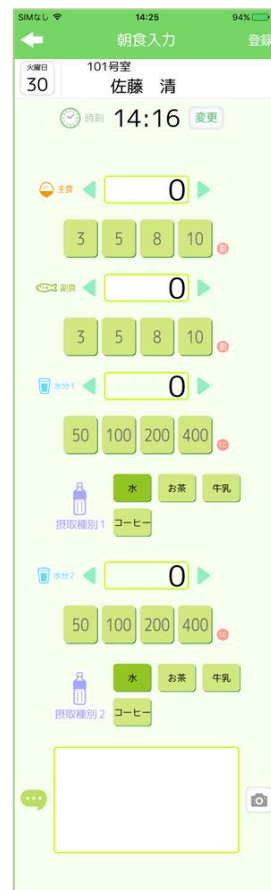 SIMなし 14:25 94%
朝食入力 登録
火曜日 101号室
30 佐藤 清
時刻 14:16 変更
主食 0
3 5 8 10 割
副食 0
3 5 8 10 割
水分1 0
50 100 200 400 cc
水 お茶 牛乳
摂取種別1 コーヒー
水分2 0
50 100 200 400 cc
水 お茶 牛乳
摂取種別2 コーヒー